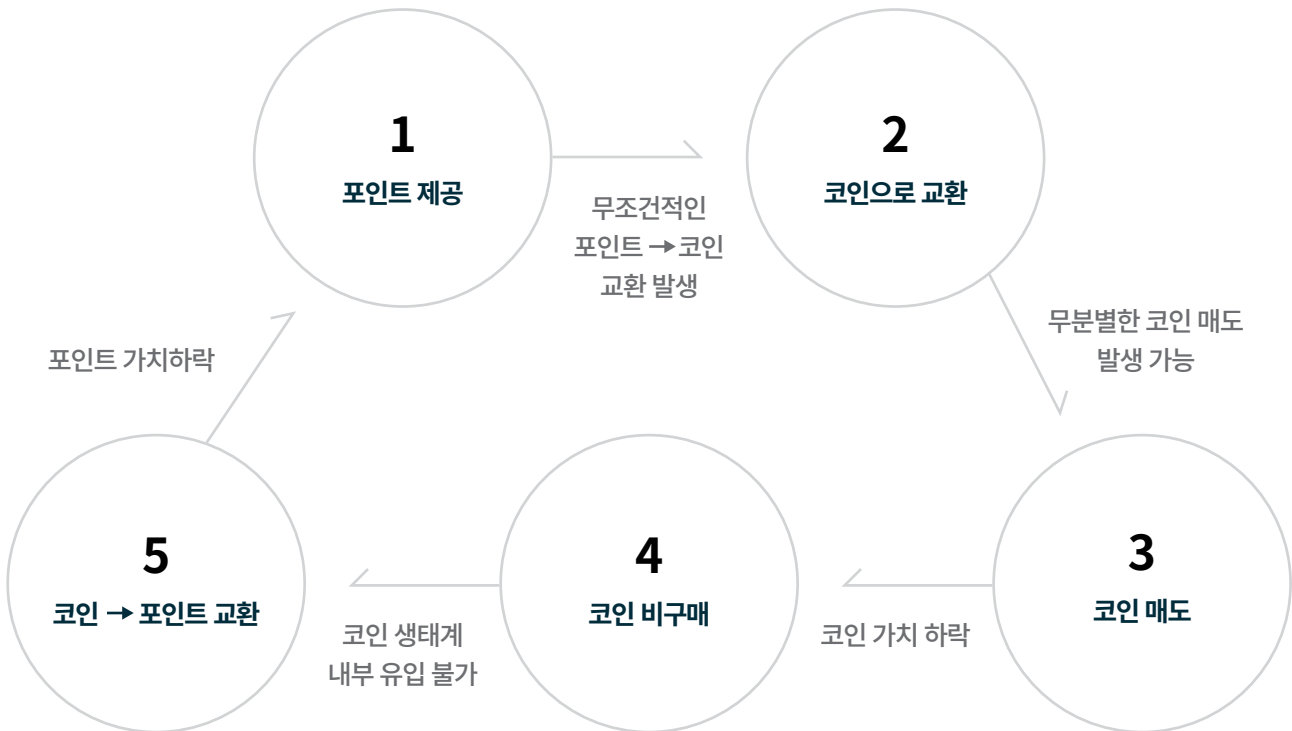 1
포인트 제공
무조건적인
포인트 → 코인
교환 발생
2
코인으로 교환
무분별한 코인 매도
발생 가능
3
코인 매도
코인 가치 하락
4
코인 비구매
코인 생태계
내부 유입 불가
5
코인 → 포인트 교환
포인트 가치하락